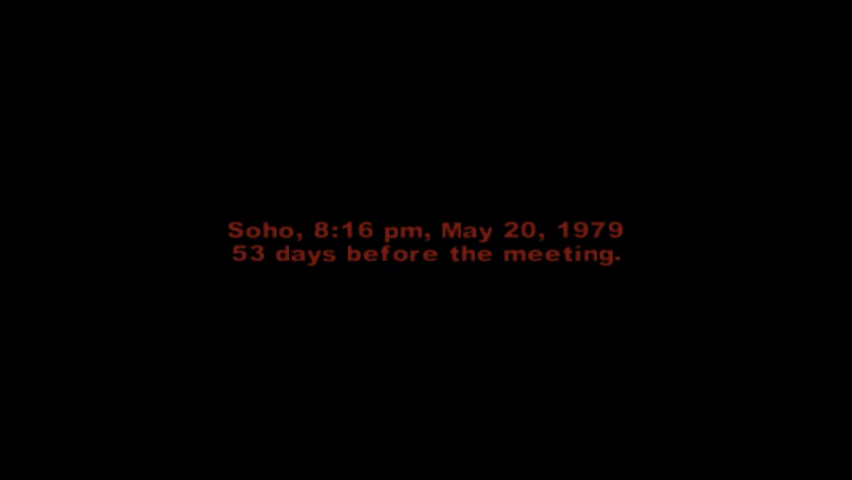 Soho, 8:16 pm, May 20, 1979
53 days before the meeting.